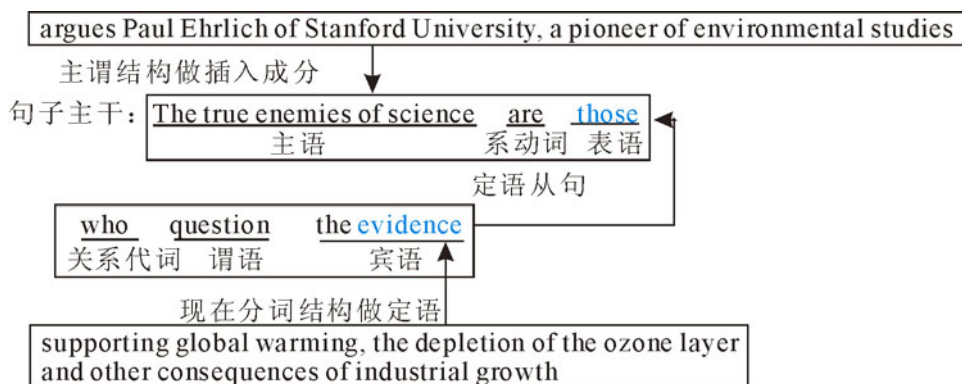 argues Paul Ehrlich of Stanford University, a pioneer of environmental studies
主谓结构做插入成分
句子主干: The true enemies of science are those
主语 系动词 表语
定语从句
who question the evidence
关系代词 谓语 宾语
现在分词结构做定语
supporting global warming, the depletion of the ozone layer
and other consequences of industrial growth